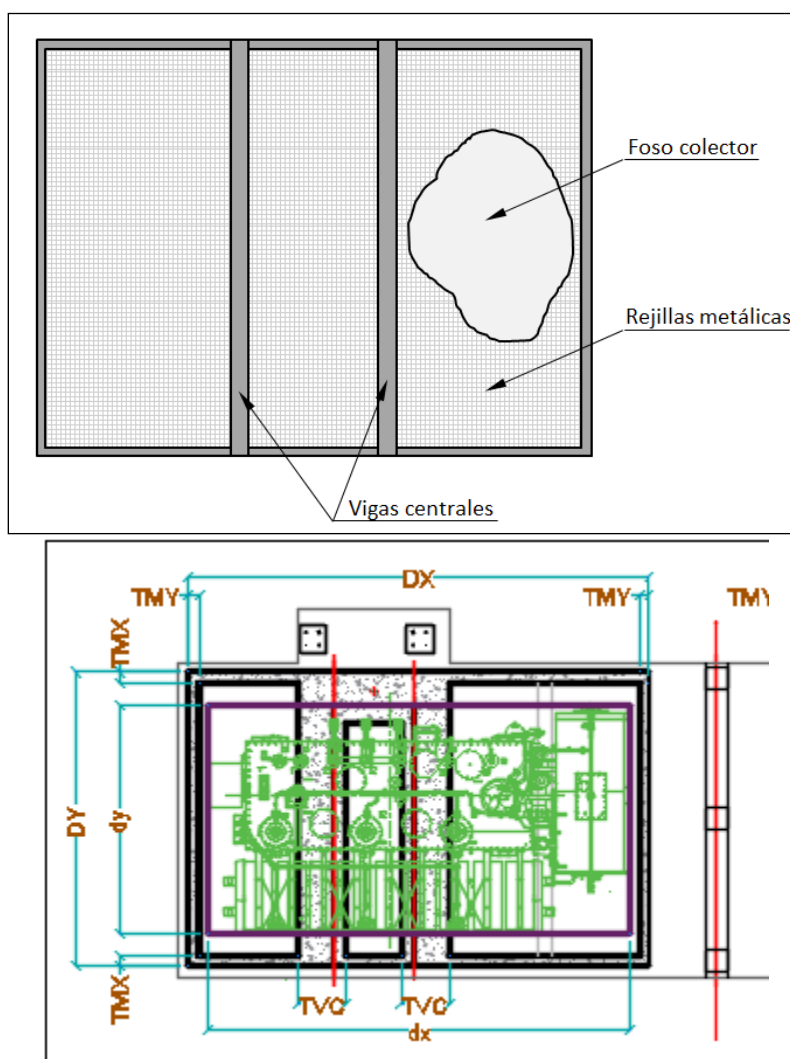 Foso colector
Rejillas metálicas
Vigas centrales
DX
TMY
TMY
TMY
TMX
DY
dy
TMX
TVC
TVC
dx